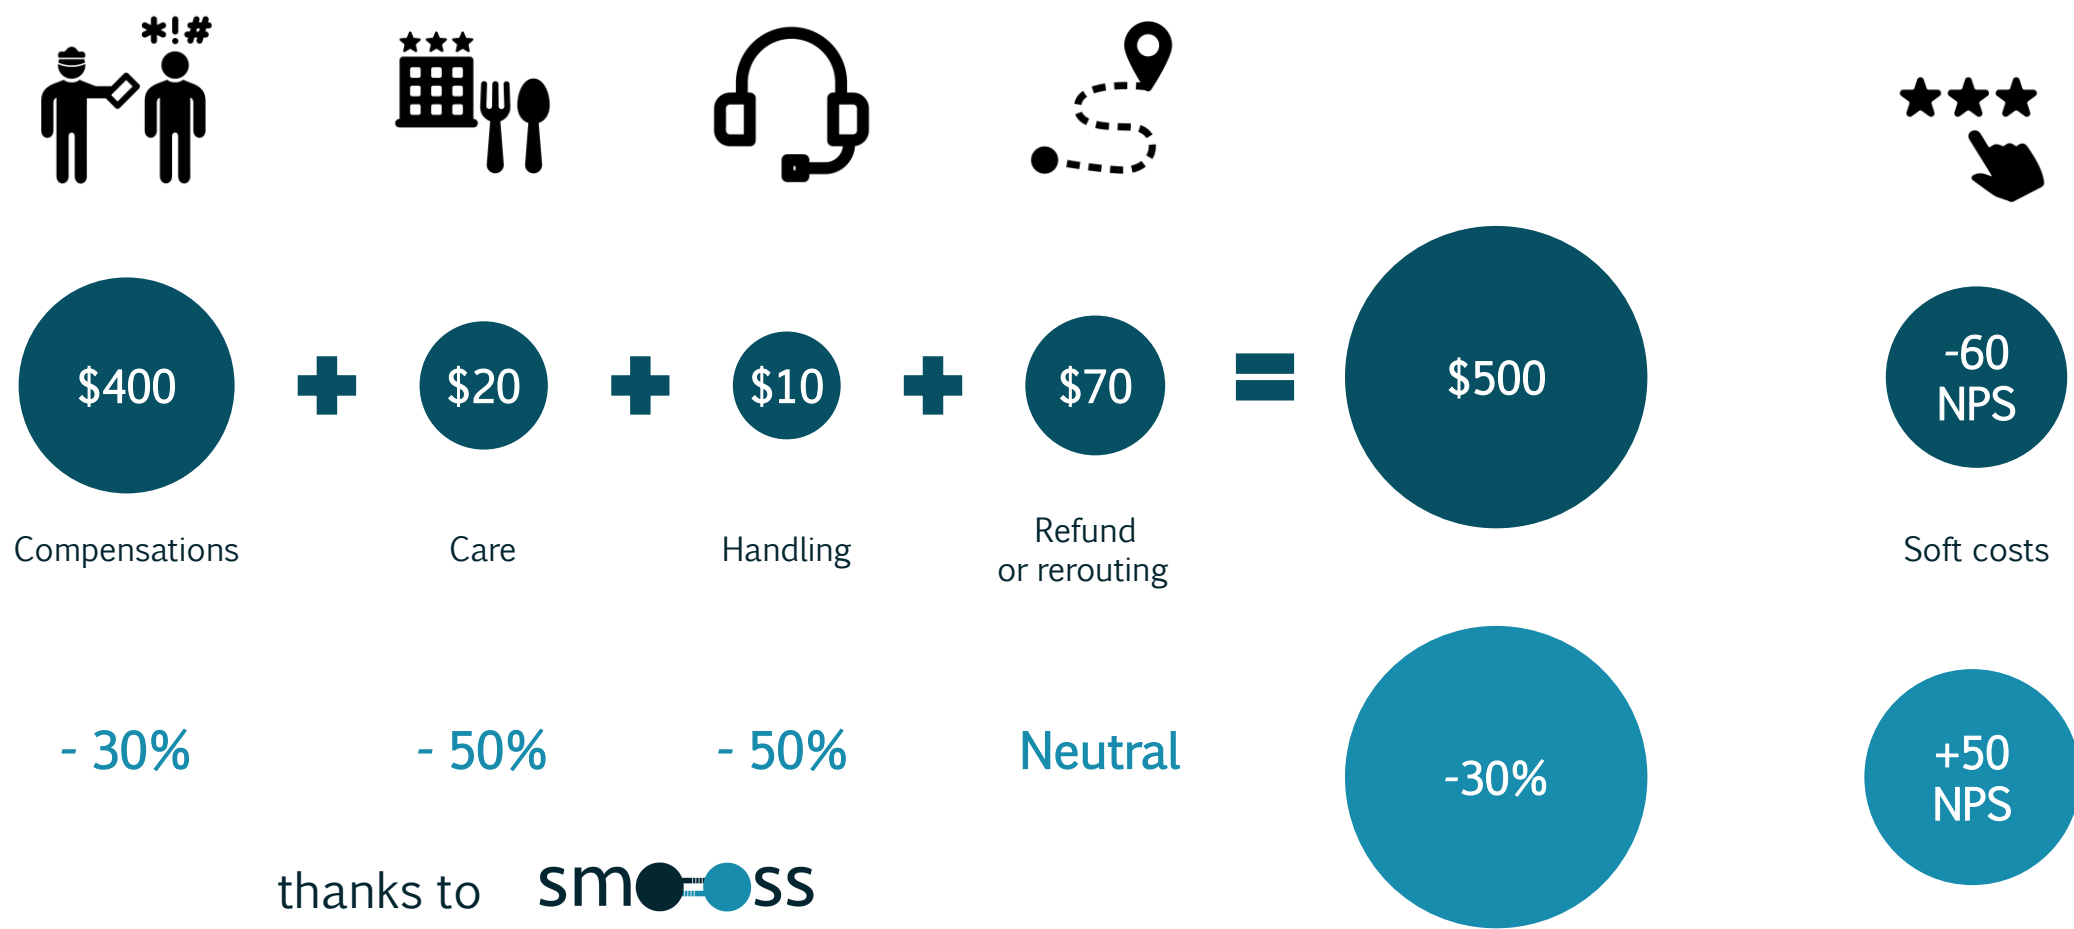 *!#
$400
$20
$10
$70
$500
-60
NPS
Compensations
Care
Handling
Refund
or rerouting
Soft costs
- 30%
- 50%
- 50%
Neutral
-30%
+50
NPS
thanks to smooss